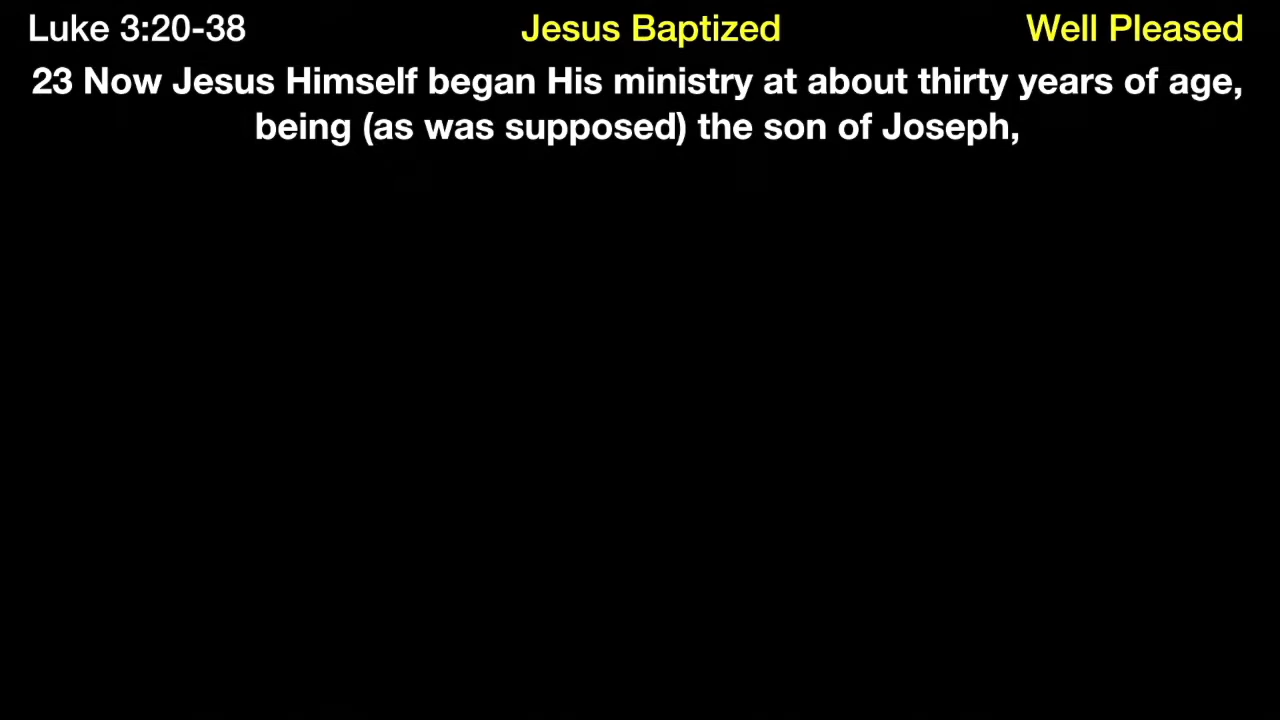 Luke 3:20-38 Jesus Baptized Well Pleased
23 Now Jesus Himself began His ministry at about thirty years of age,
being (as was supposed) the son of Joseph,